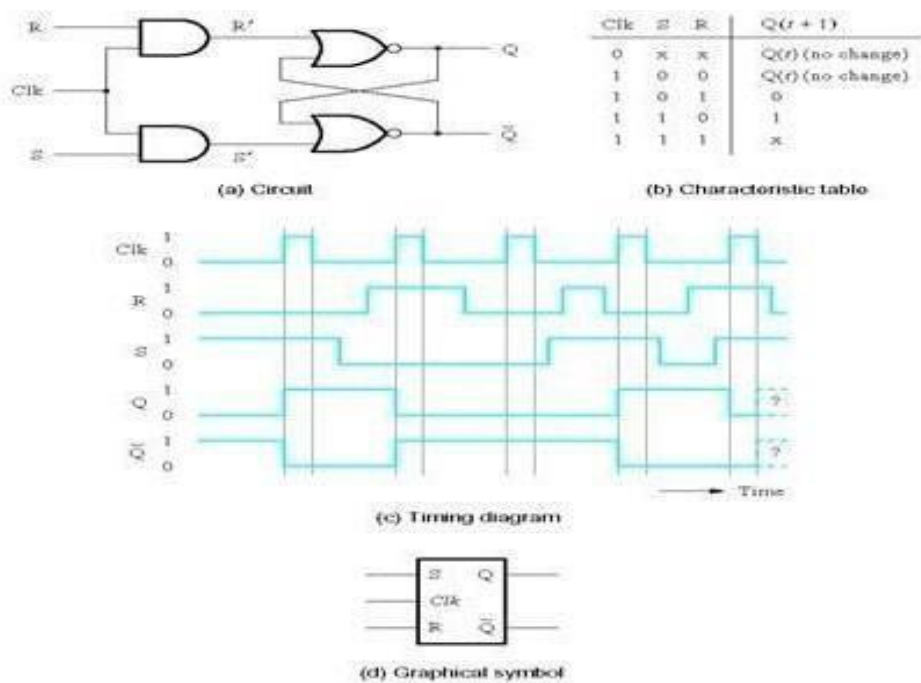 R R′ Q
Clk
S S′ Q̅
(a) Circuit
Clk S R Q(t + 1)
0 x x Q(t) (no change)
1 0 0 Q(t) (no change)
1 0 1 0
1 1 0 1
1 1 1 x
(b) Characteristic table
Clk 1
0
R 1
0
S 1
0
Q 1
0 ?
Q̅ 1
0 ?
Time
(c) Timing diagram
S Q
Clk
R Q̅
(d) Graphical symbol